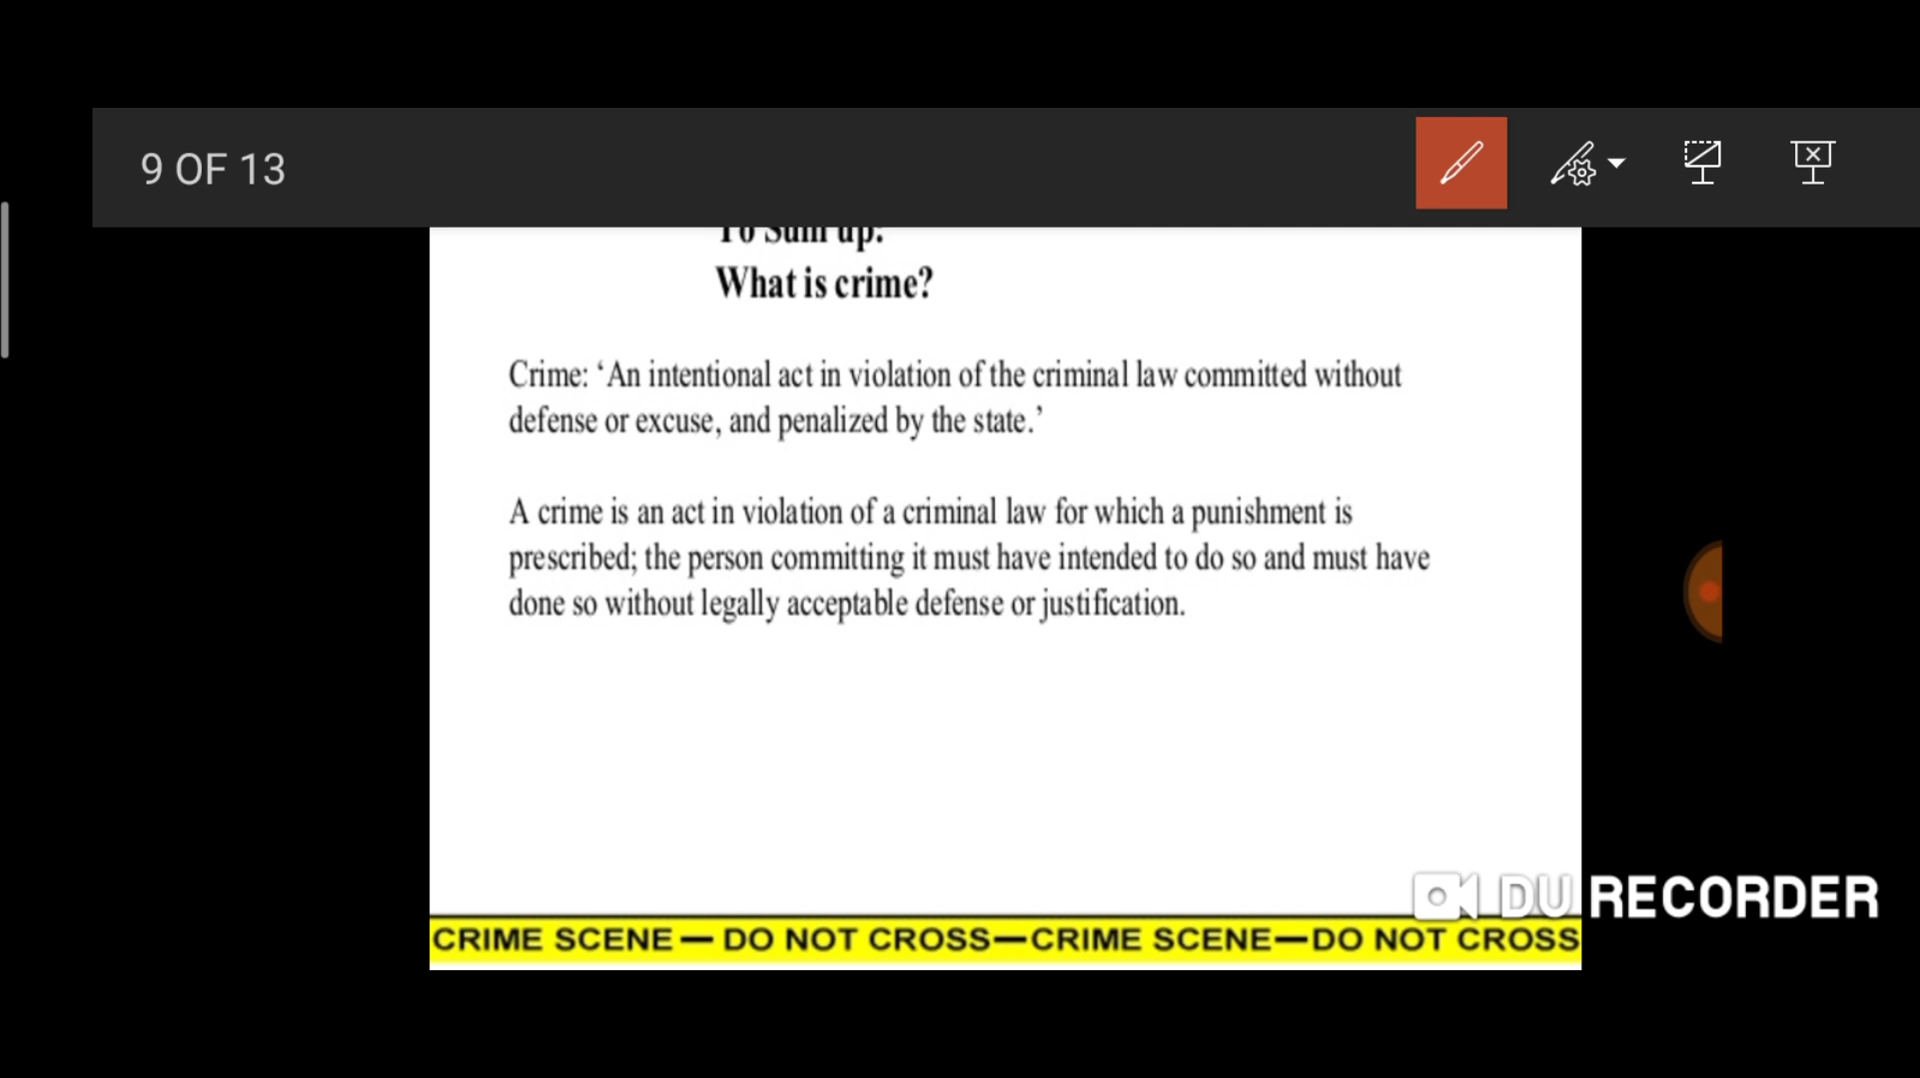 9 OF 13
To Sum up:
What is crime?
Crime: ‘An intentional act in violation of the criminal law committed without
defense or excuse, and penalized by the state.’
A crime is an act in violation of a criminal law for which a punishment is
prescribed; the person committing it must have intended to do so and must have
done so without legally acceptable defense or justification.
DU RECORDER
CRIME SCENE — DO NOT CROSS—CRIME SCENE—DO NOT CROSS